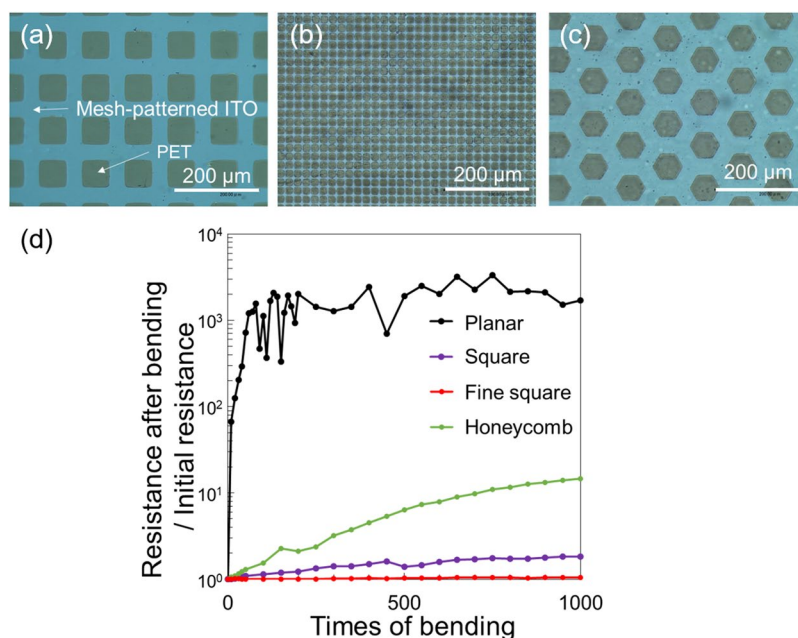 (a)
Mesh-patterned ITO
PET
200 µm
(b)
200 µm
(c)
200 µm
(d)
Resistance after bending
/ Initial resistance
10⁴
10³
10²
10¹
10⁰
Planar
Square
Fine square
Honeycomb
0
500
1000
Times of bending